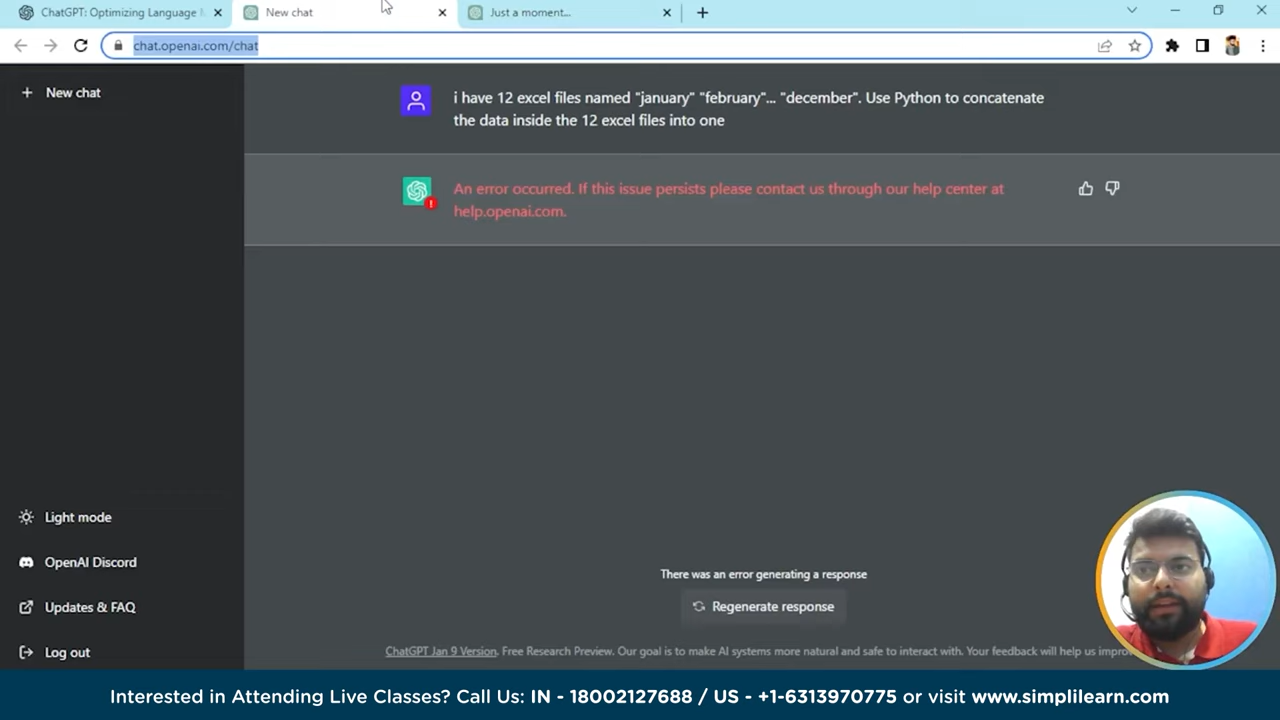 ChatGPT: Optimizing Language
New chat
Just a moment...
chat.openai.com/chat
New chat
i have 12 excel files named "january" "february"... "december". Use Python to concatenate
the data inside the 12 excel files into one
An error occurred. If this issue persists please contact us through our help center at
help.openai.com.
Light mode
OpenAI Discord
Updates & FAQ
Log out
There was an error generating a response
Regenerate response
ChatGPT Jan 9 Version. Free Research Preview. Our goal is to make AI systems more natural and safe to interact with. Your feedback will help us
Interested in Attending Live Classes? Call Us: IN - 18002127688 / US - +1-6313970775 or visit www.simplilearn.com